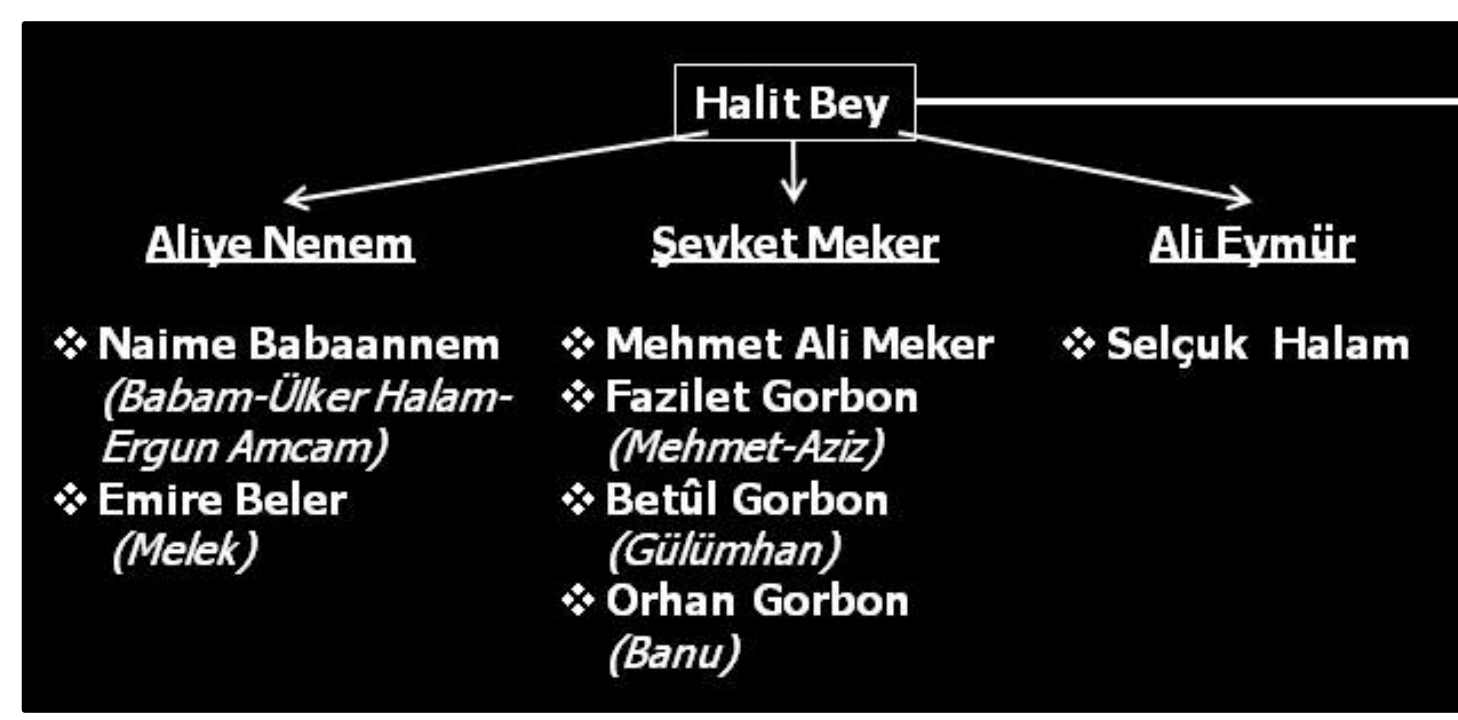 Halit Bey
Aliye Nenem
Şevket Meker
Ali Eymür
Naime Babaannem
(Babam-Ülker Halam-
Ergun Amcam)
Emire Beler
(Melek)
Mehmet Ali Meker
Fazilet Gorbon
(Mehmet-Aziz)
Betûl Gorbon
(Gülümhan)
Orhan Gorbon
(Banu)
Selçuk Halam